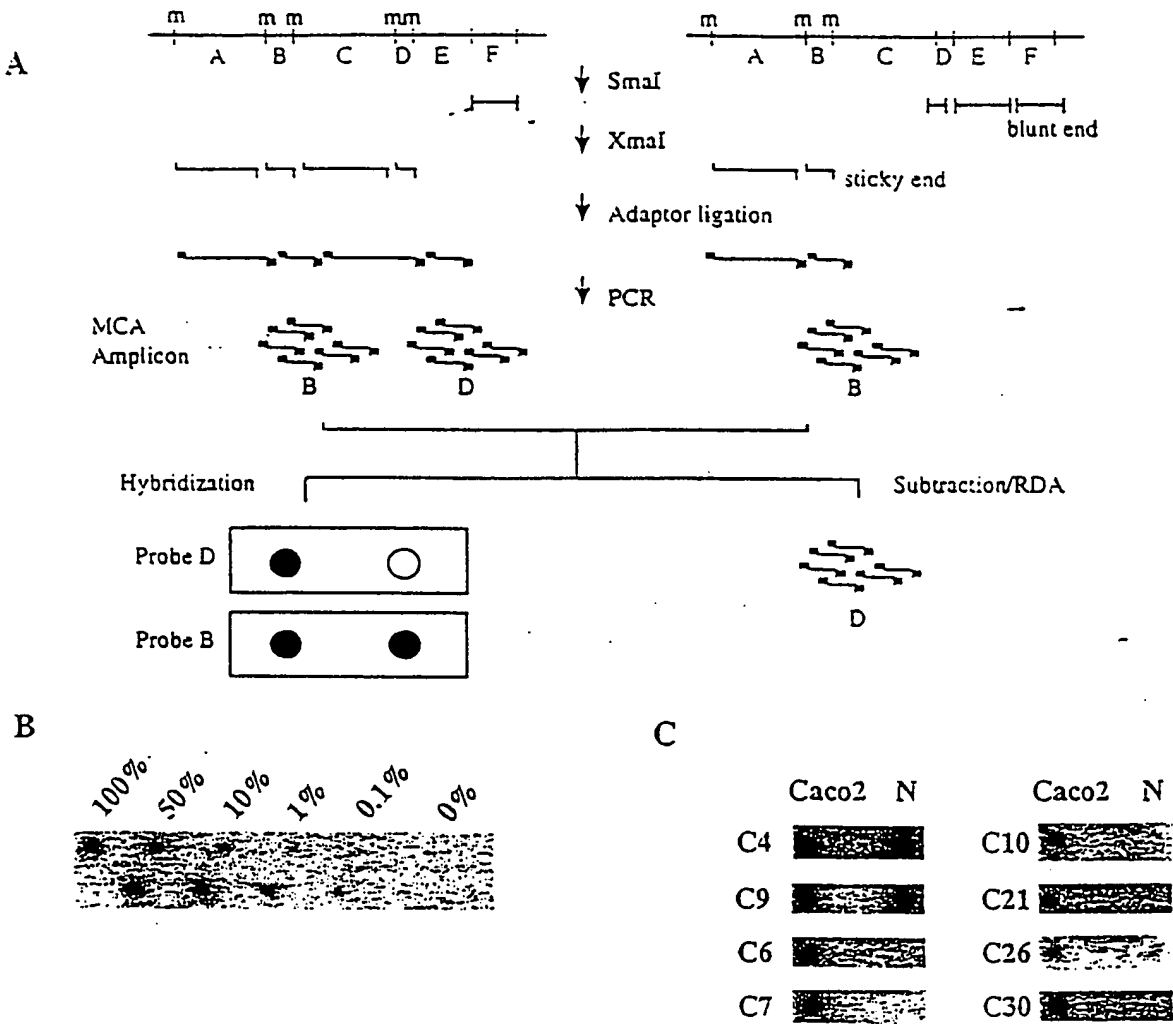 m m m mm m m m
A B C D E F A B C D E F
A
SmaI
blunt end
XmaI
sticky end
Adaptor ligation
PCR
MCA
Amplicon
B D B
Hybridization Subtraction/RDA
Probe D
D
Probe B
B
100% 50% 10% 1% 0.1% 0%
C
Caco2 N Caco2 N
C4 C10
C9 C21
C6 C26
C7 C30